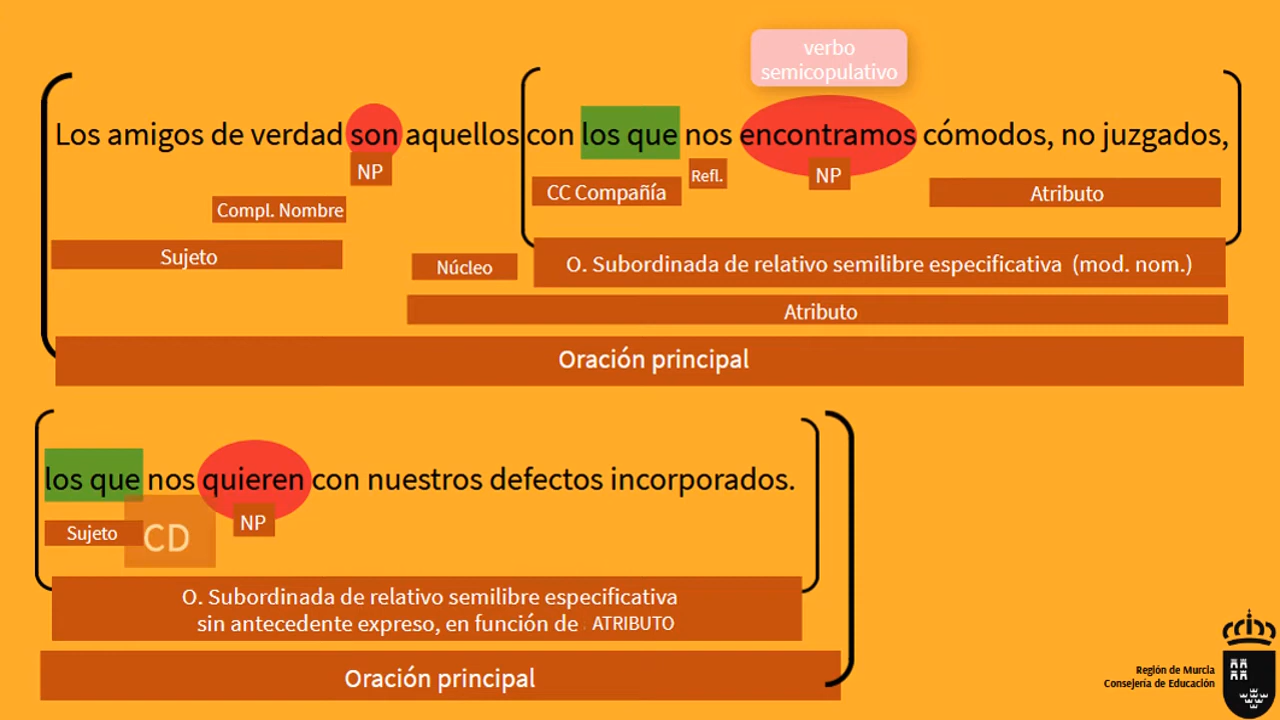 verbo
semicopulativo
Los amigos de verdad son aquellos con los que nos encontramos cómodos, no juzgados,
NP
Refl.
NP
CC Compañía
Atributo
Compl. Nombre
Sujeto
Núcleo
O. Subordinada de relativo semilibre especificativa (mod. nom.)
Atributo
Oración principal
los que nos quieren con nuestros defectos incorporados.
Sujeto
CD
NP
O. Subordinada de relativo semilibre especificativa
sin antecedente expreso, en función de ATRIBUTO
Oración principal
Región de Murcia
Consejería de Educación